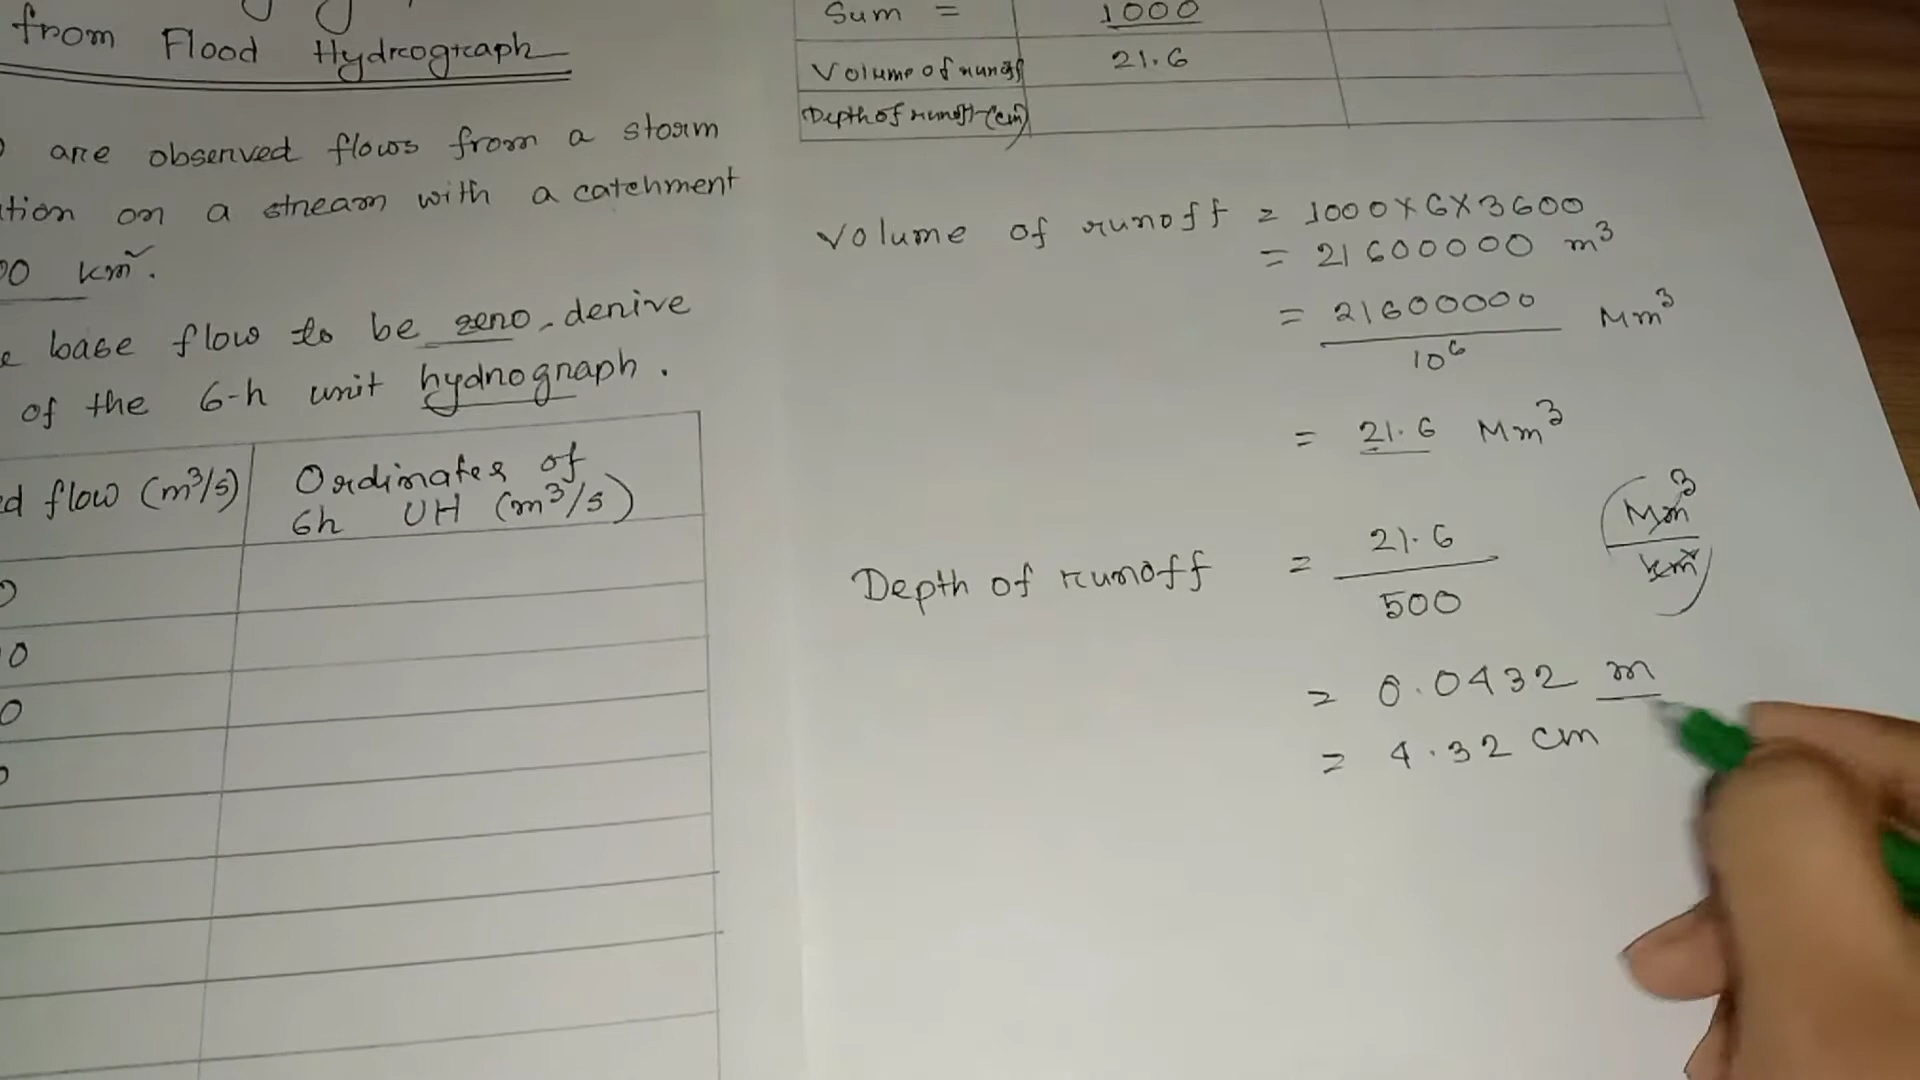 from Flood Hydrograph
are observed flows from a storm
tion on a stream with a catchment
00 km².
base flow to be zero, derive
of the 6-h unit hydrograph.
d flow (m³/s)
Ordinates of
6h UH (m³/s)
0
0
Sum = 1000
Volume of runoff 21.6
Depth of runoff (cm)
Volume of runoff = 1000×6×3600
= 21600000 m³
= 21600000 Mm³
10⁶
= 21.6 Mm³
Depth of runoff = 21.6
500
Mm³
km²
= 0.0432 m
= 4.32 cm